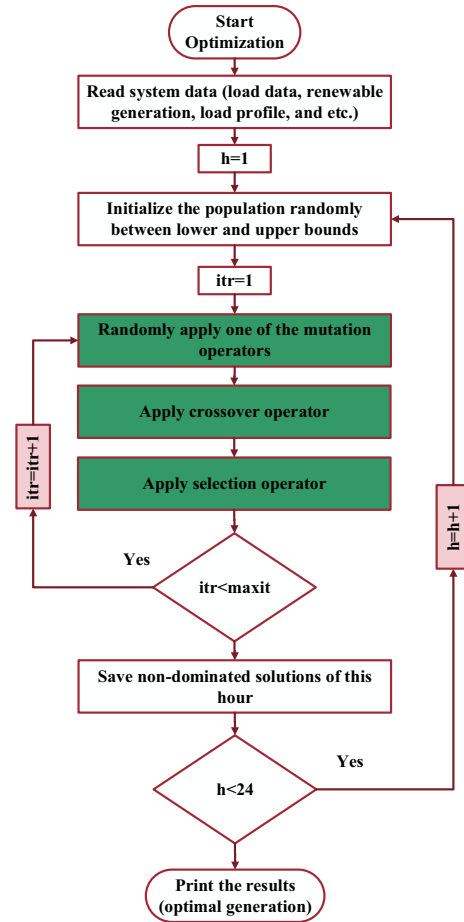 Start
Optimization
Read system data (load data, renewable
generation, load profile, and etc.)
h=1
Initialize the population randomly
between lower and upper bounds
itr=1
Randomly apply one of the mutation
operators
Apply crossover operator
Apply selection operator
itr=itr+1
h=h+1
Yes
itr<maxit
Save non-dominated solutions of this
hour
Yes
h<24
Print the results
(optimal generation)